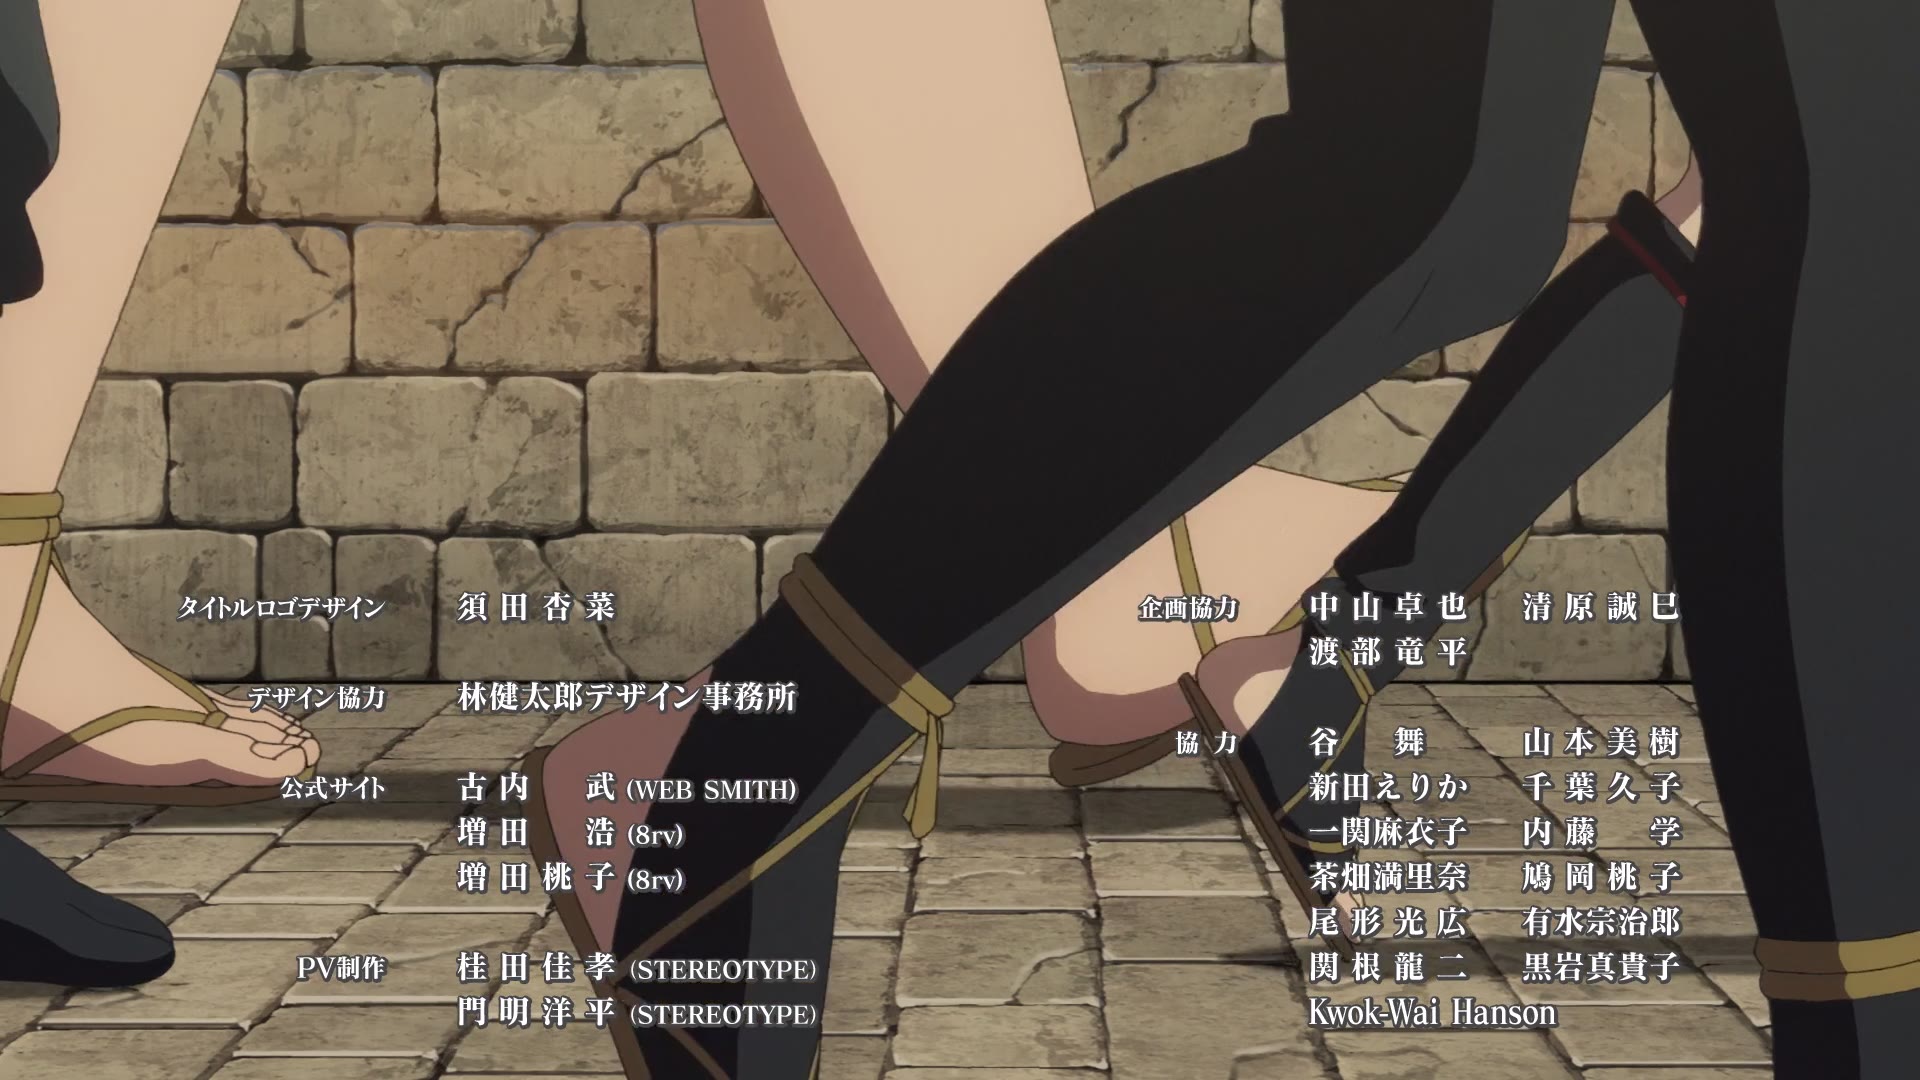 タイトルロゴデザイン 須田杏菜
デザイン協力 林健太郎デザイン事務所
公式サイト 古内 武 (WEB SMITH)
増田 浩 (8rv)
増田桃子 (8rv)
PV制作 桂田佳孝 (STEREOTYPE)
門明洋平 (STEREOTYPE)
企画協力 中山卓也 清原誠巳
渡部竜平
協力 谷 舞 山本美樹
新田えりか 千葉久子
一関麻衣子 内藤 学
茶畑満里奈 鳩岡桃子
尾形光広 有水宗治郎
関根龍二 黒岩真貴子
Kwok-Wai Hanson